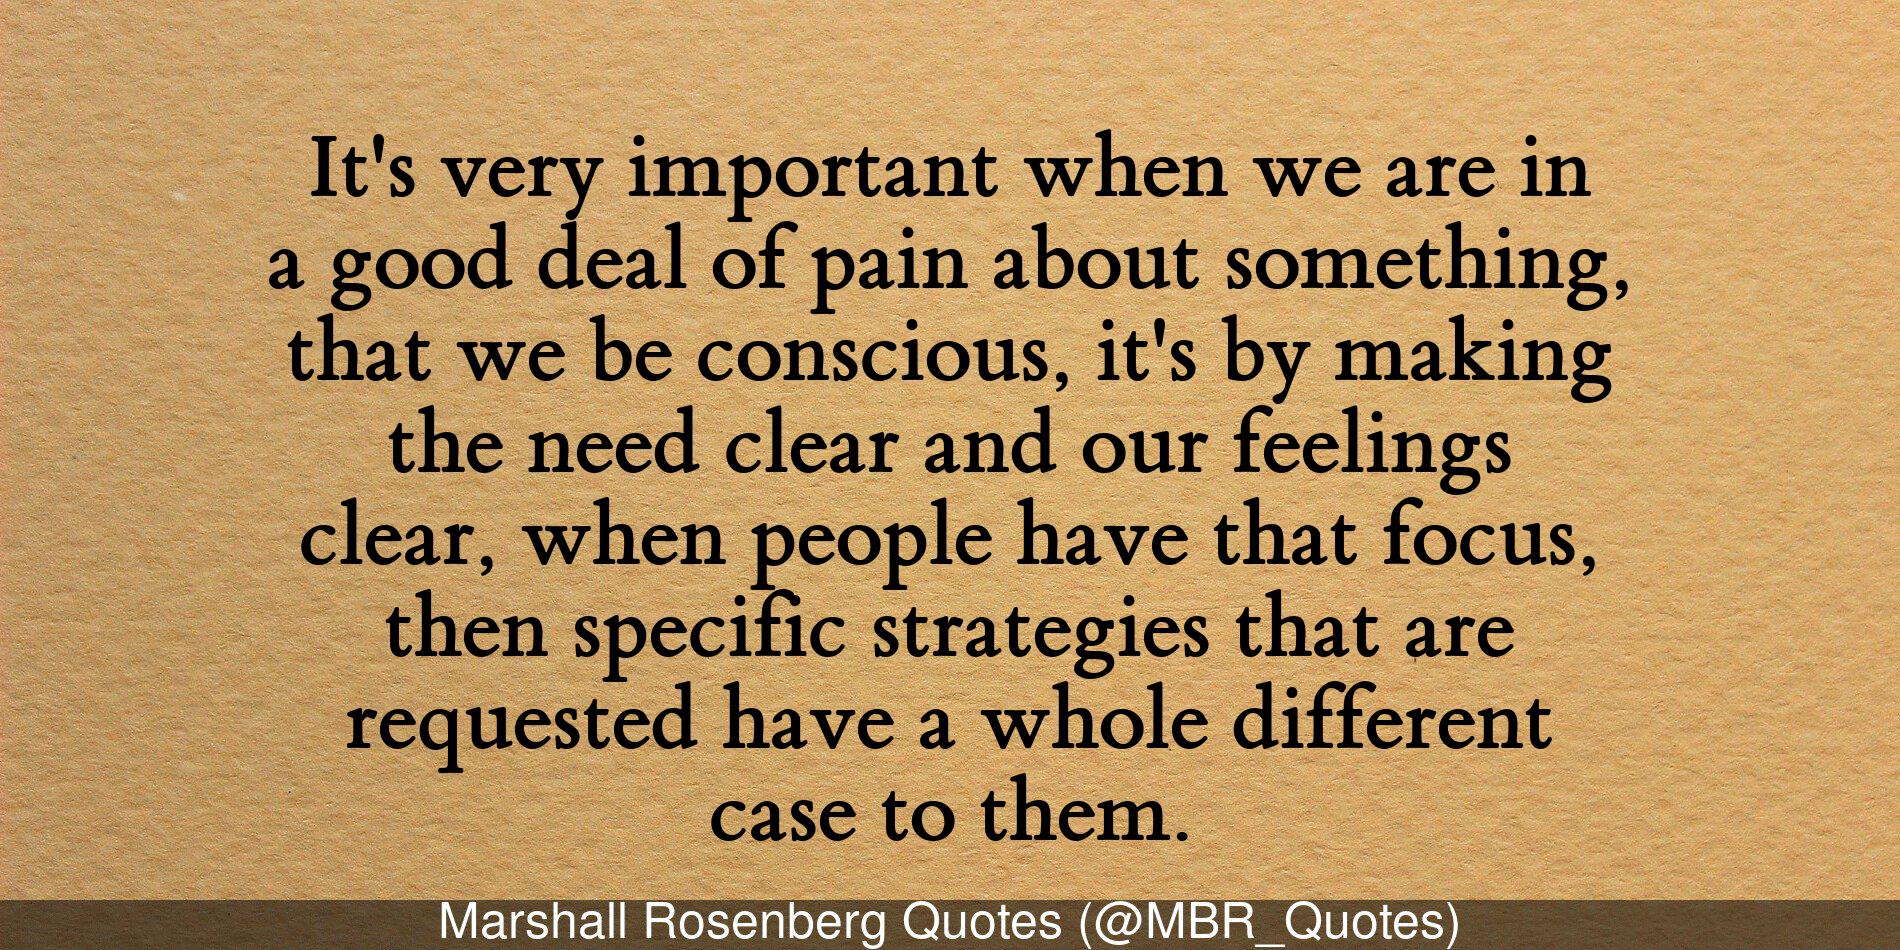 It's very important when we are in
a good deal of pain about something,
that we be conscious, it's by making
the need clear and our feelings
clear, when people have that focus,
then specific strategies that are
requested have a whole different
case to them.
Marshall Rosenberg Quotes (@MBR_Quotes)